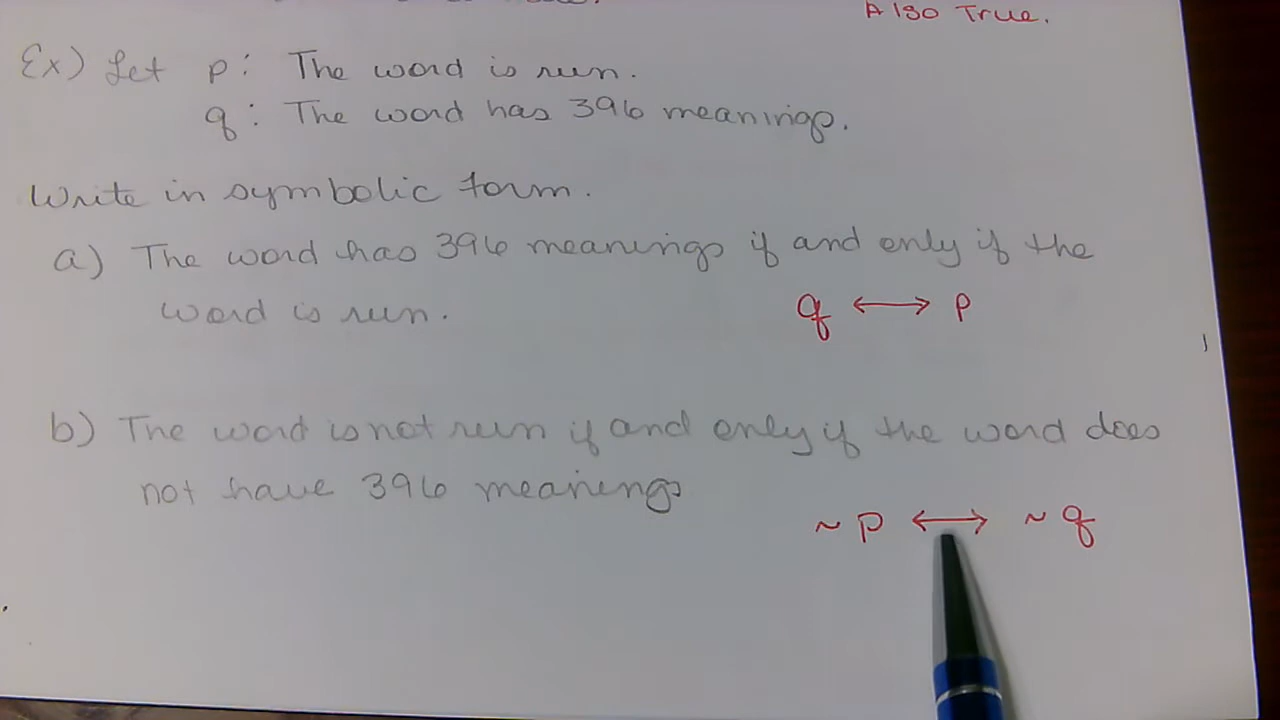 Also True.
Ex) Let p: The word is run.
q: The word has 396 meanings.
Write in symbolic form.
a) The word has 396 meanings if and only if the
word is run.
q ⟷ p
b) The word is not run if and only if the word does
not have 396 meanings
~p ⟷ ~q